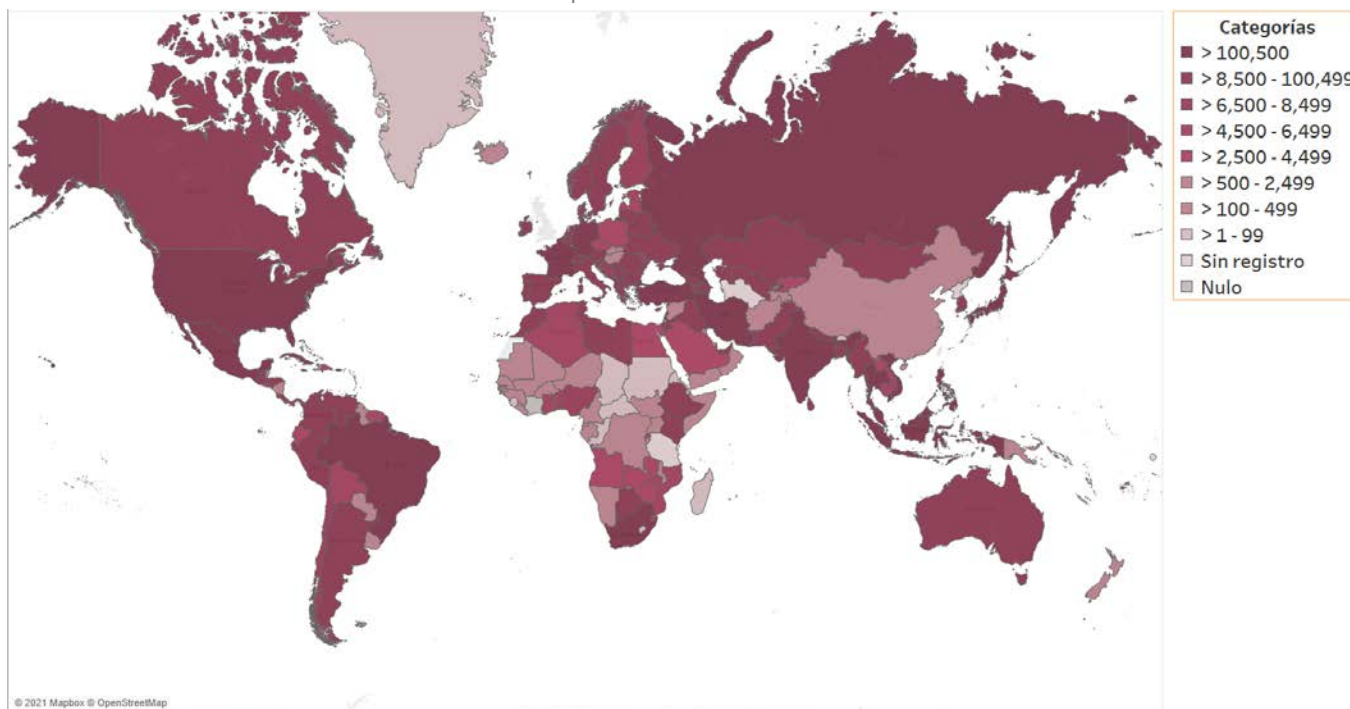 Categorías
> 100,500
> 8,500 - 100,499
> 6,500 - 8,499
> 4,500 - 6,499
> 2,500 - 4,499
> 500 - 2,499
> 100 - 499
> 1 - 99
Sin registro
Nulo
© 2021 Mapbox © OpenStreetMap